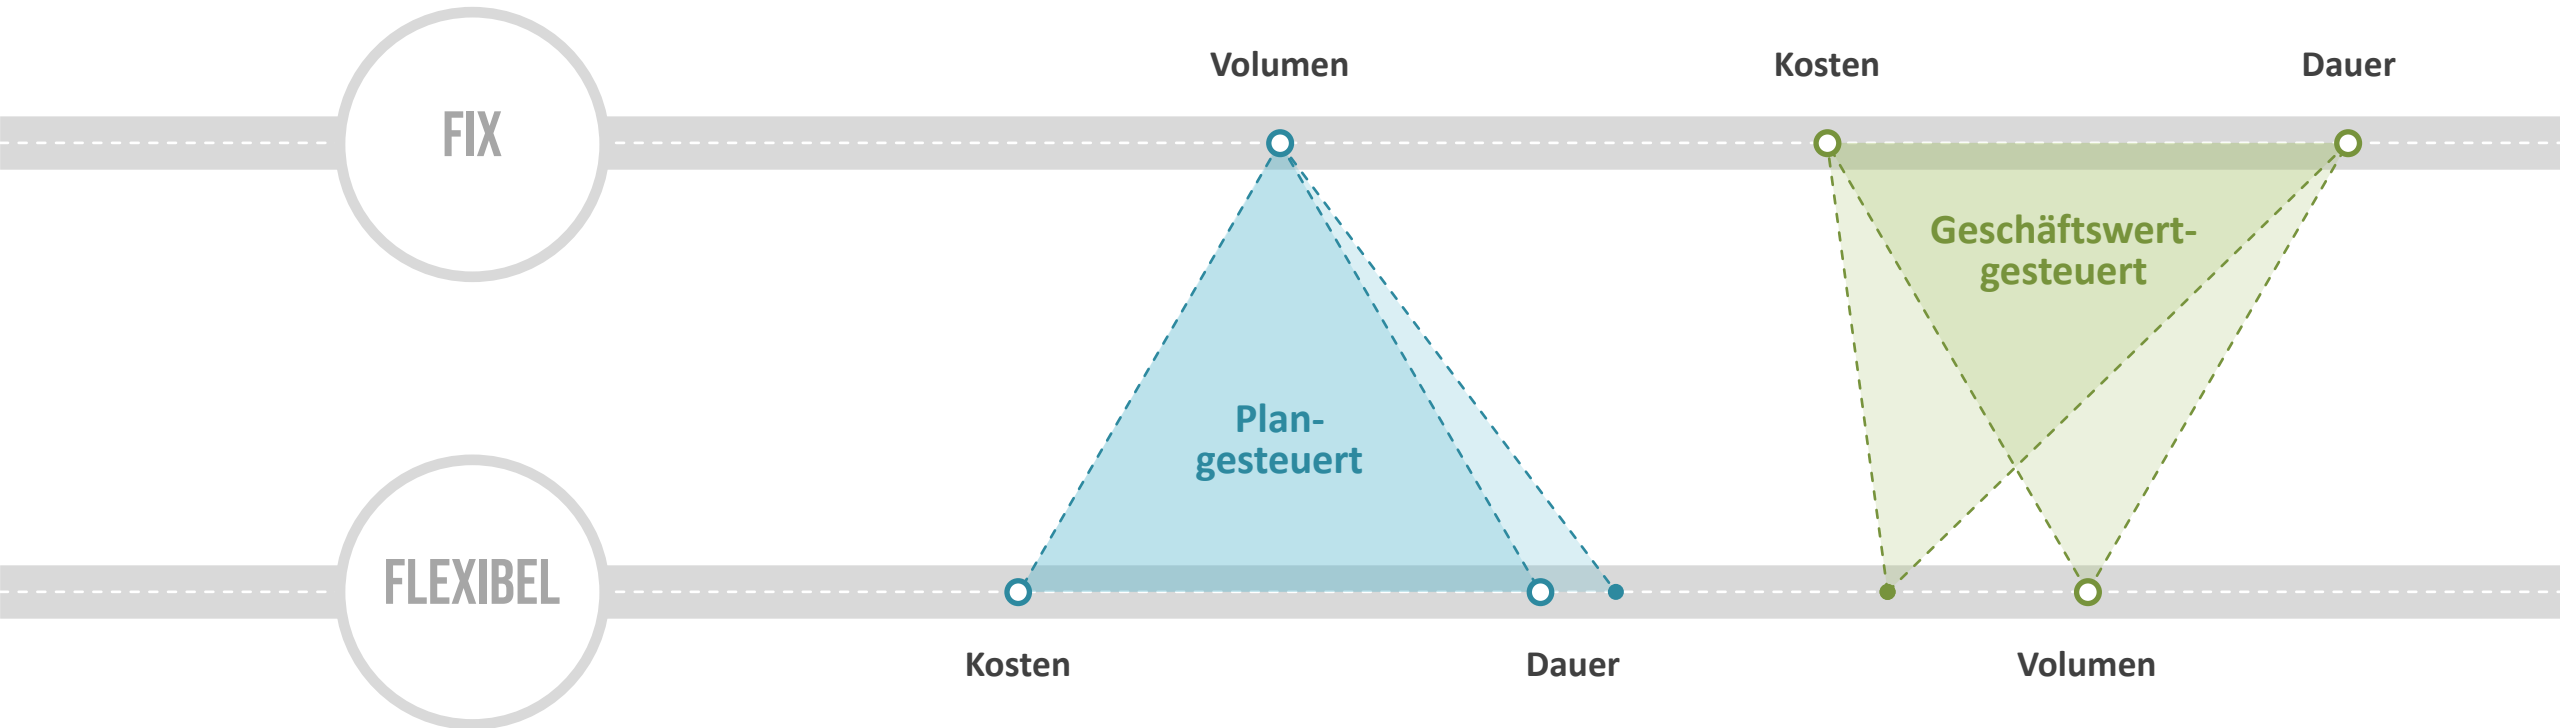 Volumen
Kosten
Dauer
FIX
Geschäftswert-
gesteuert
Plan-
gesteuert
FLEXIBEL
Kosten
Dauer
Volumen